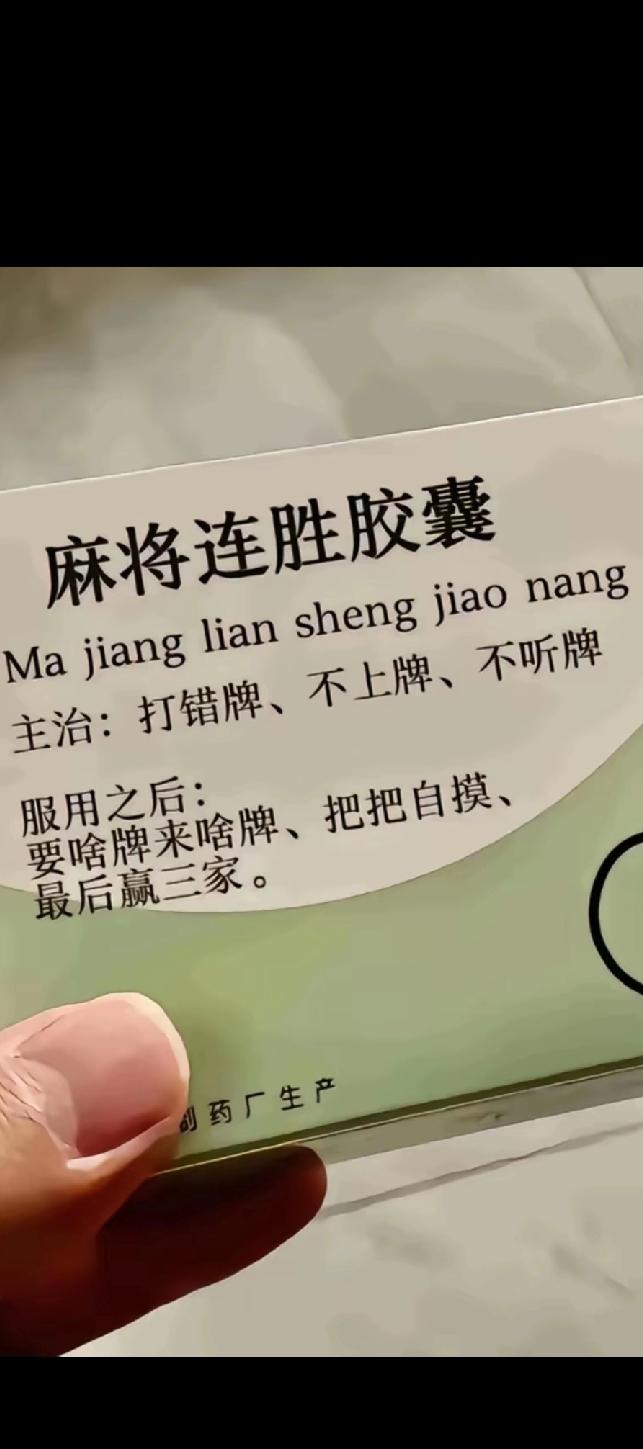 麻将连胜胶囊
Ma jiang lian sheng jiao nang
主治：打错牌、不上牌、不听牌
服用之后：
要啥牌来啥牌、把把自摸、
最后赢三家。
制药厂生产